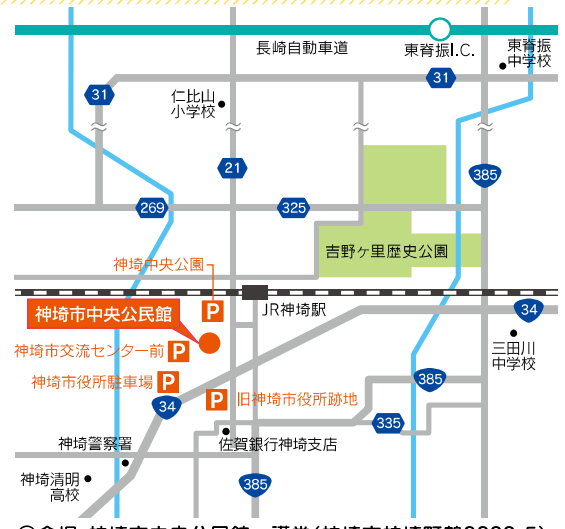 長崎自動車道
東脊振I.C.
東脊振
中学校
31
31
仁比山
小学校
21
385
269
325
吉野ヶ里歴史公園
神埼中央公園
P
JR神埼駅
神埼市中央公民館
34
神埼市交流センター前 P
三田川
中学校
神埼市役所駐車場 P
385
34
P 旧神埼市役所跡地
335
神埼警察署
佐賀銀行神埼支店
神埼清明
高校
385